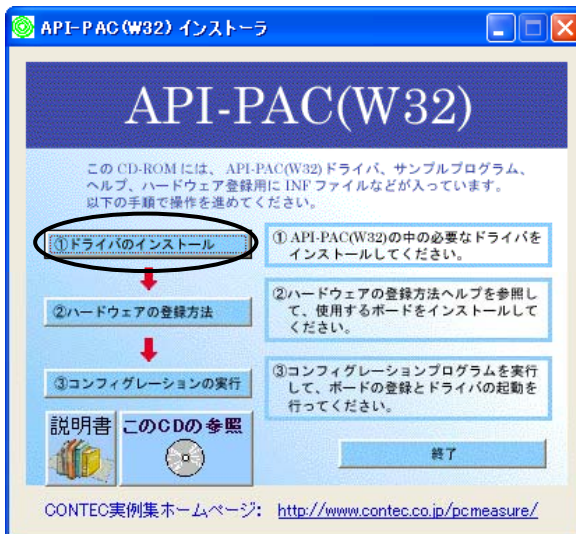 API-PAC(W32) インストーラ
API-PAC(W32)
この CD-ROM には、 API-PAC(W32)ドライバ、サンプルプログラム、
ヘルプ、ハードウェア登録用に INF ファイルなどが入っています。
以下の手順で操作を進めてください。
①ドライバのインストール
① API-PAC(W32)の中の必要なドライバを
インストールしてください。
②ハードウェアの登録方法
②ハードウェアの登録方法ヘルプを参照し
て、使用するボードをインストールして
ください。
③コンフィグレーションの実行
③コンフィグレーションプログラムを実行
して、ボードの登録とドライバの起動を
行ってください。
説明書
このCDの参照
終了
CONTEC実例集ホームページ: http://www.contec.co.jp/pcmeasure/